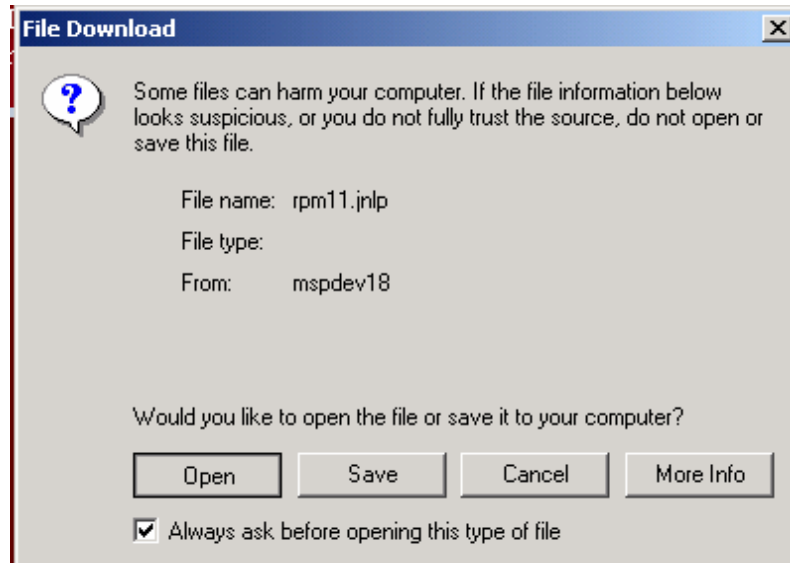 File Download
Some files can harm your computer. If the file information below
looks suspicious, or you do not fully trust the source, do not open or
save this file.
File name: rpm11.jnlp
File type:
From: mspdev18
Would you like to open the file or save it to your computer?
Open Save Cancel More Info
Always ask before opening this type of file